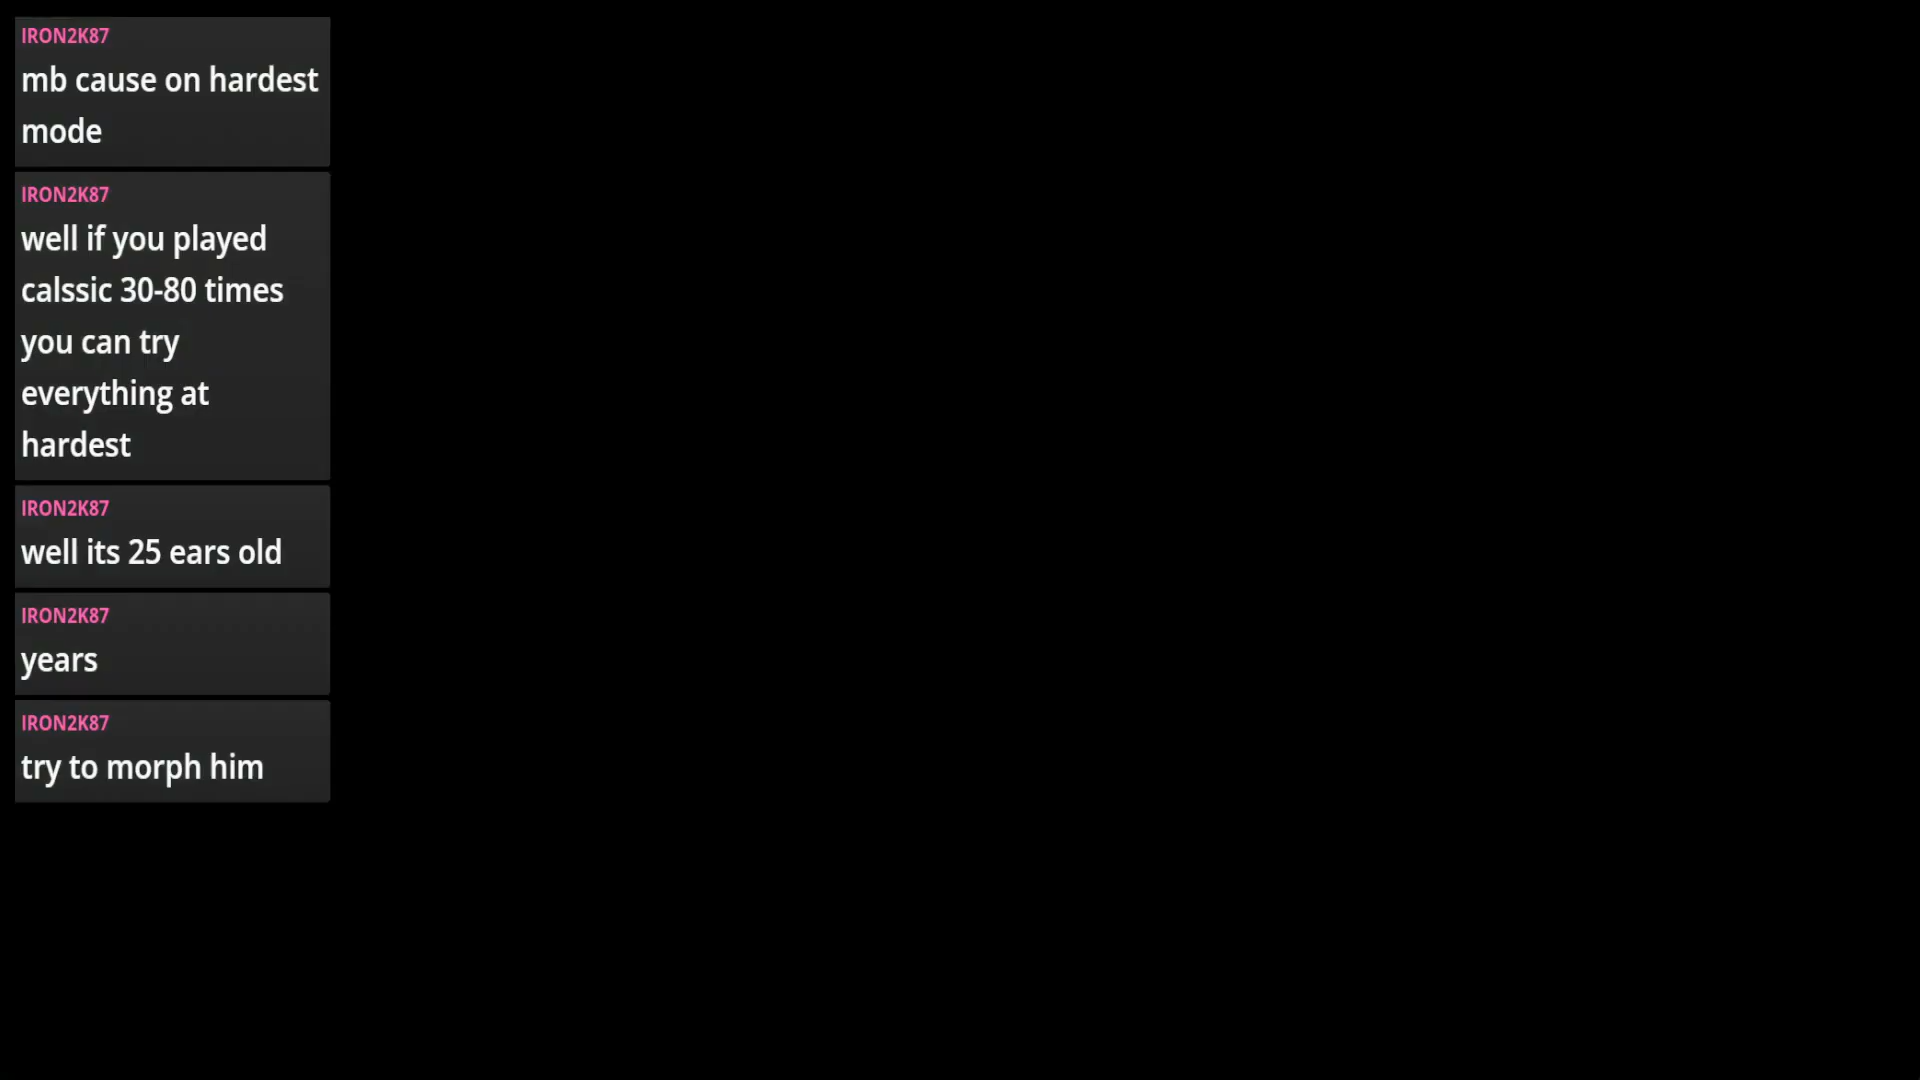 IRON2K87
mb cause on hardest
mode
IRON2K87
well if you played
calssic 30-80 times
you can try
everything at
hardest
IRON2K87
well its 25 ears old
IRON2K87
years
IRON2K87
try to morph him